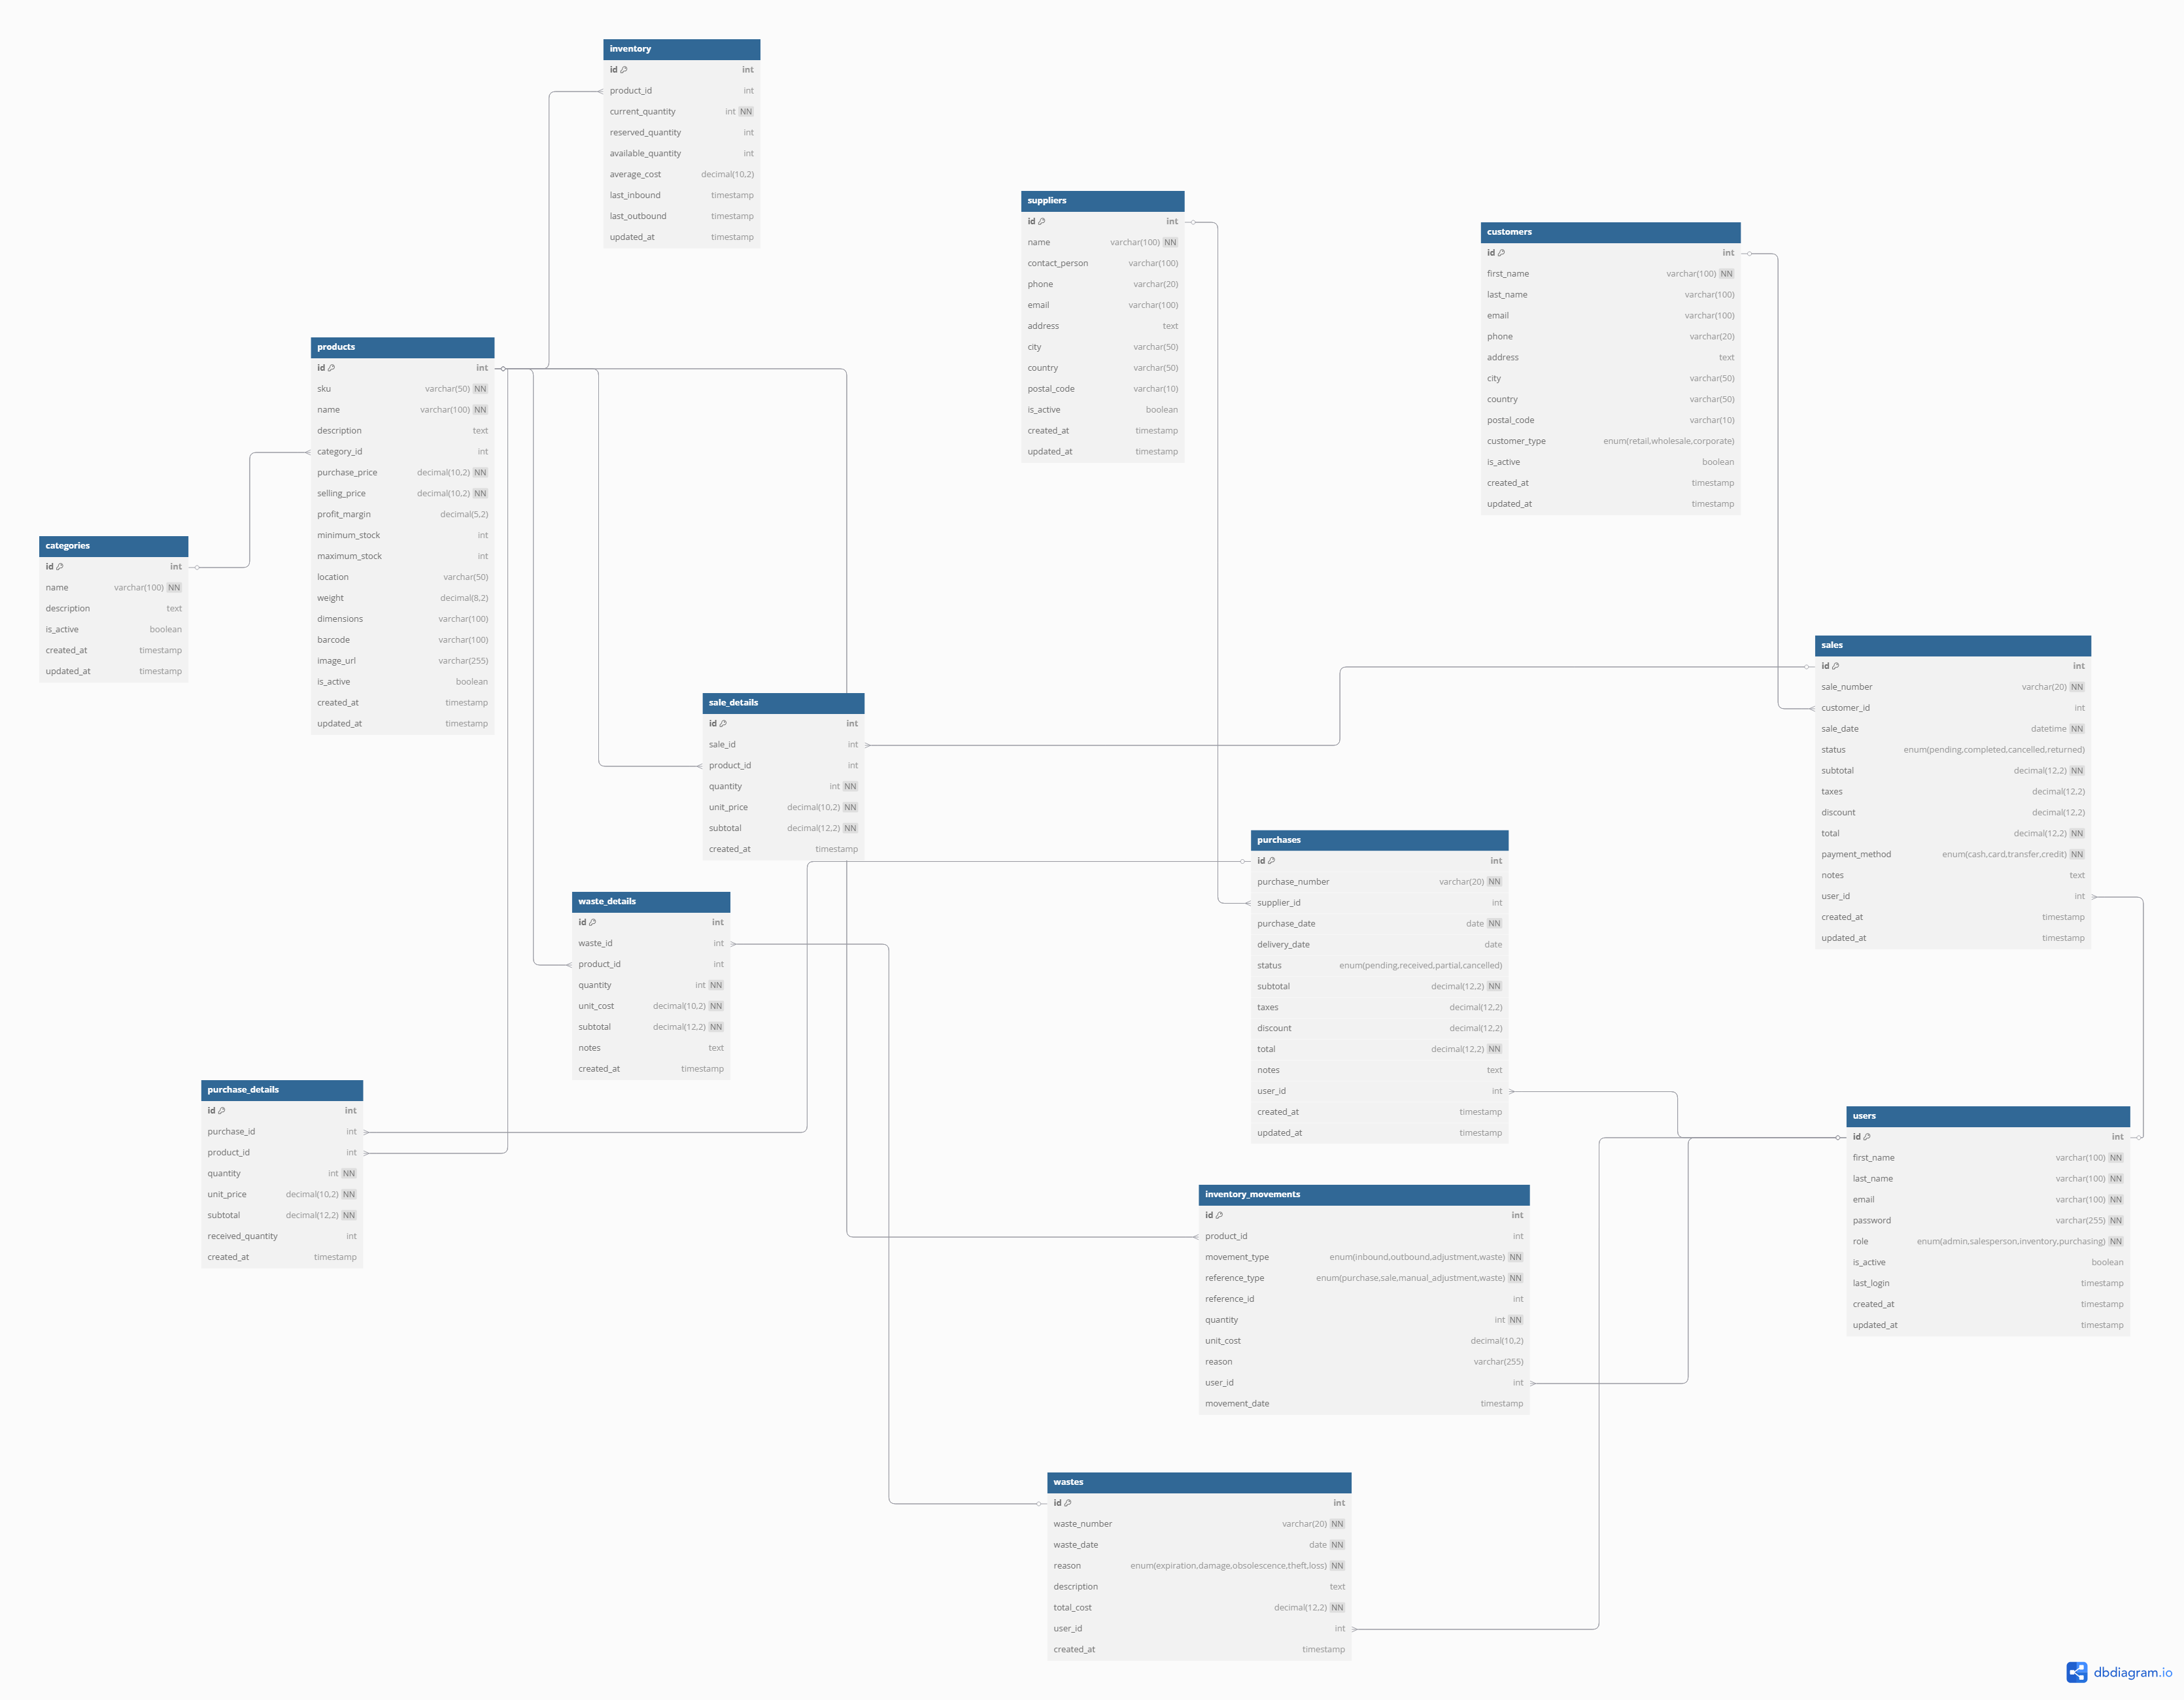 inventory
id int
product_id int
current_quantity int NN
reserved_quantity int
available_quantity int
average_cost decimal(10,2)
last_inbound timestamp
last_outbound timestamp
updated_at timestamp
suppliers
id int
name varchar(100) NN
contact_person varchar(100)
phone varchar(20)
email varchar(100)
address text
city varchar(50)
country varchar(50)
postal_code varchar(10)
is_active boolean
created_at timestamp
updated_at timestamp
customers
id int
first_name varchar(100) NN
last_name varchar(100)
email varchar(100)
phone varchar(20)
address text
city varchar(50)
country varchar(50)
postal_code varchar(10)
customer_type enum(retail,wholesale,corporate)
is_active boolean
created_at timestamp
updated_at timestamp
products
id int
sku varchar(50) NN
name varchar(100) NN
description text
category_id int
purchase_price decimal(10,2) NN
selling_price decimal(10,2) NN
profit_margin decimal(5,2)
minimum_stock int
maximum_stock int
location varchar(50)
weight decimal(8,2)
dimensions varchar(100)
barcode varchar(100)
image_url varchar(255)
is_active boolean
created_at timestamp
updated_at timestamp
categories
id int
name varchar(100) NN
description text
is_active boolean
created_at timestamp
updated_at timestamp
sales
id int
sale_number varchar(20) NN
customer_id int
sale_date datetime NN
status enum(pending,completed,cancelled,returned)
subtotal decimal(12,2) NN
taxes decimal(12,2)
discount decimal(12,2)
total decimal(12,2) NN
payment_method enum(cash,card,transfer,credit) NN
notes text
user_id int
created_at timestamp
updated_at timestamp
sale_details
id int
sale_id int
product_id int
quantity int NN
unit_price decimal(10,2) NN
subtotal decimal(12,2) NN
created_at timestamp
purchases
id int
purchase_number varchar(20) NN
supplier_id int
purchase_date date NN
delivery_date date
status enum(pending,received,partial,cancelled)
subtotal decimal(12,2) NN
taxes decimal(12,2)
discount decimal(12,2)
total decimal(12,2) NN
notes text
user_id int
created_at timestamp
updated_at timestamp
waste_details
id int
waste_id int
product_id int
quantity int NN
unit_cost decimal(10,2) NN
subtotal decimal(12,2) NN
notes text
created_at timestamp
purchase_details
id int
purchase_id int
product_id int
quantity int NN
unit_price decimal(10,2) NN
subtotal decimal(12,2) NN
received_quantity int
created_at timestamp
users
id int
first_name varchar(100) NN
last_name varchar(100) NN
email varchar(100) NN
password varchar(255) NN
role enum(admin,salesperson,inventory,purchasing) NN
is_active boolean
last_login timestamp
created_at timestamp
updated_at timestamp
inventory_movements
id int
product_id int
movement_type enum(inbound,outbound,adjustment,waste) NN
reference_type enum(purchase,sale,manual_adjustment,waste) NN
reference_id int
quantity int NN
unit_cost decimal(10,2)
reason varchar(255)
user_id int
movement_date timestamp
wastes
id int
waste_number varchar(20) NN
waste_date date NN
reason enum(expiration,damage,obsolescence,theft,loss) NN
description text
total_cost decimal(12,2) NN
user_id int
created_at timestamp
dbdiagram.io